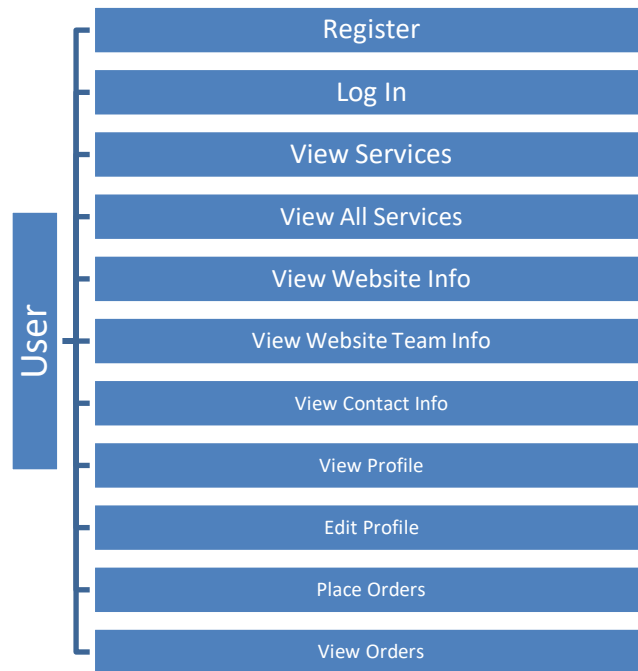 User
Register
Log In
View Services
View All Services
View Website Info
View Website Team Info
View Contact Info
View Profile
Edit Profile
Place Orders
View Orders